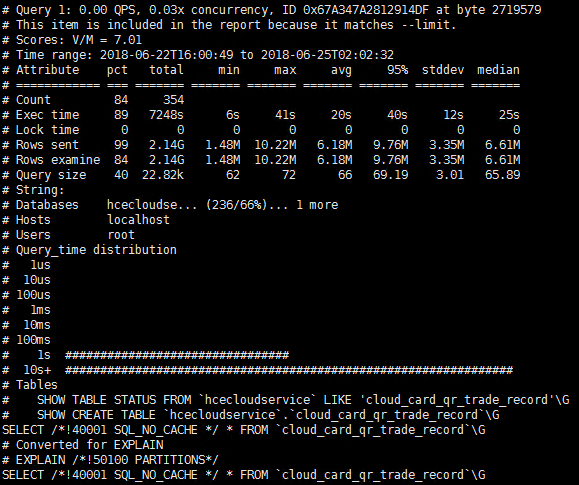 # Query 1: 0.00 QPS, 0.03x concurrency, ID 0x67A347A2812914DF at byte 2719579
# This item is included in the report because it matches --limit.
# Scores: V/M = 7.01
# Time range: 2018-06-22T16:00:49 to 2018-06-25T02:02:32
# Attribute    pct   total     min     max     avg     95%  stddev  median
# ============ === ======= ======= ======= ======= ======= ======= =======
# Count         84     354
# Exec time     89   7248s      6s     41s     20s     40s     12s     25s
# Lock time      0       0       0       0       0       0       0       0
# Rows sent     99   2.14G   1.48M  10.22M   6.18M   9.76M   3.35M   6.61M
# Rows examine  84   2.14G   1.48M  10.22M   6.18M   9.76M   3.35M   6.61M
# Query size    40  22.82k      62      72      66   69.19    3.01   65.89
# String:
# Databases    hcecloudse... (236/66%)... 1 more
# Hosts        localhost
# Users        root
# Query_time distribution
#   1us
#  10us
# 100us
#   1ms
#  10ms
# 100ms
#    1s  ################################
#  10s+  ################################################################
# Tables
#    SHOW TABLE STATUS FROM `hcecloudservice` LIKE 'cloud_card_qr_trade_record'\G
#    SHOW CREATE TABLE `hcecloudservice`.`cloud_card_qr_trade_record`\G
SELECT /*!40001 SQL_NO_CACHE */ * FROM `cloud_card_qr_trade_record`\G
# Converted for EXPLAIN
# EXPLAIN /*!50100 PARTITIONS*/
SELECT /*!40001 SQL_NO_CACHE */ * FROM `cloud_card_qr_trade_record`\G